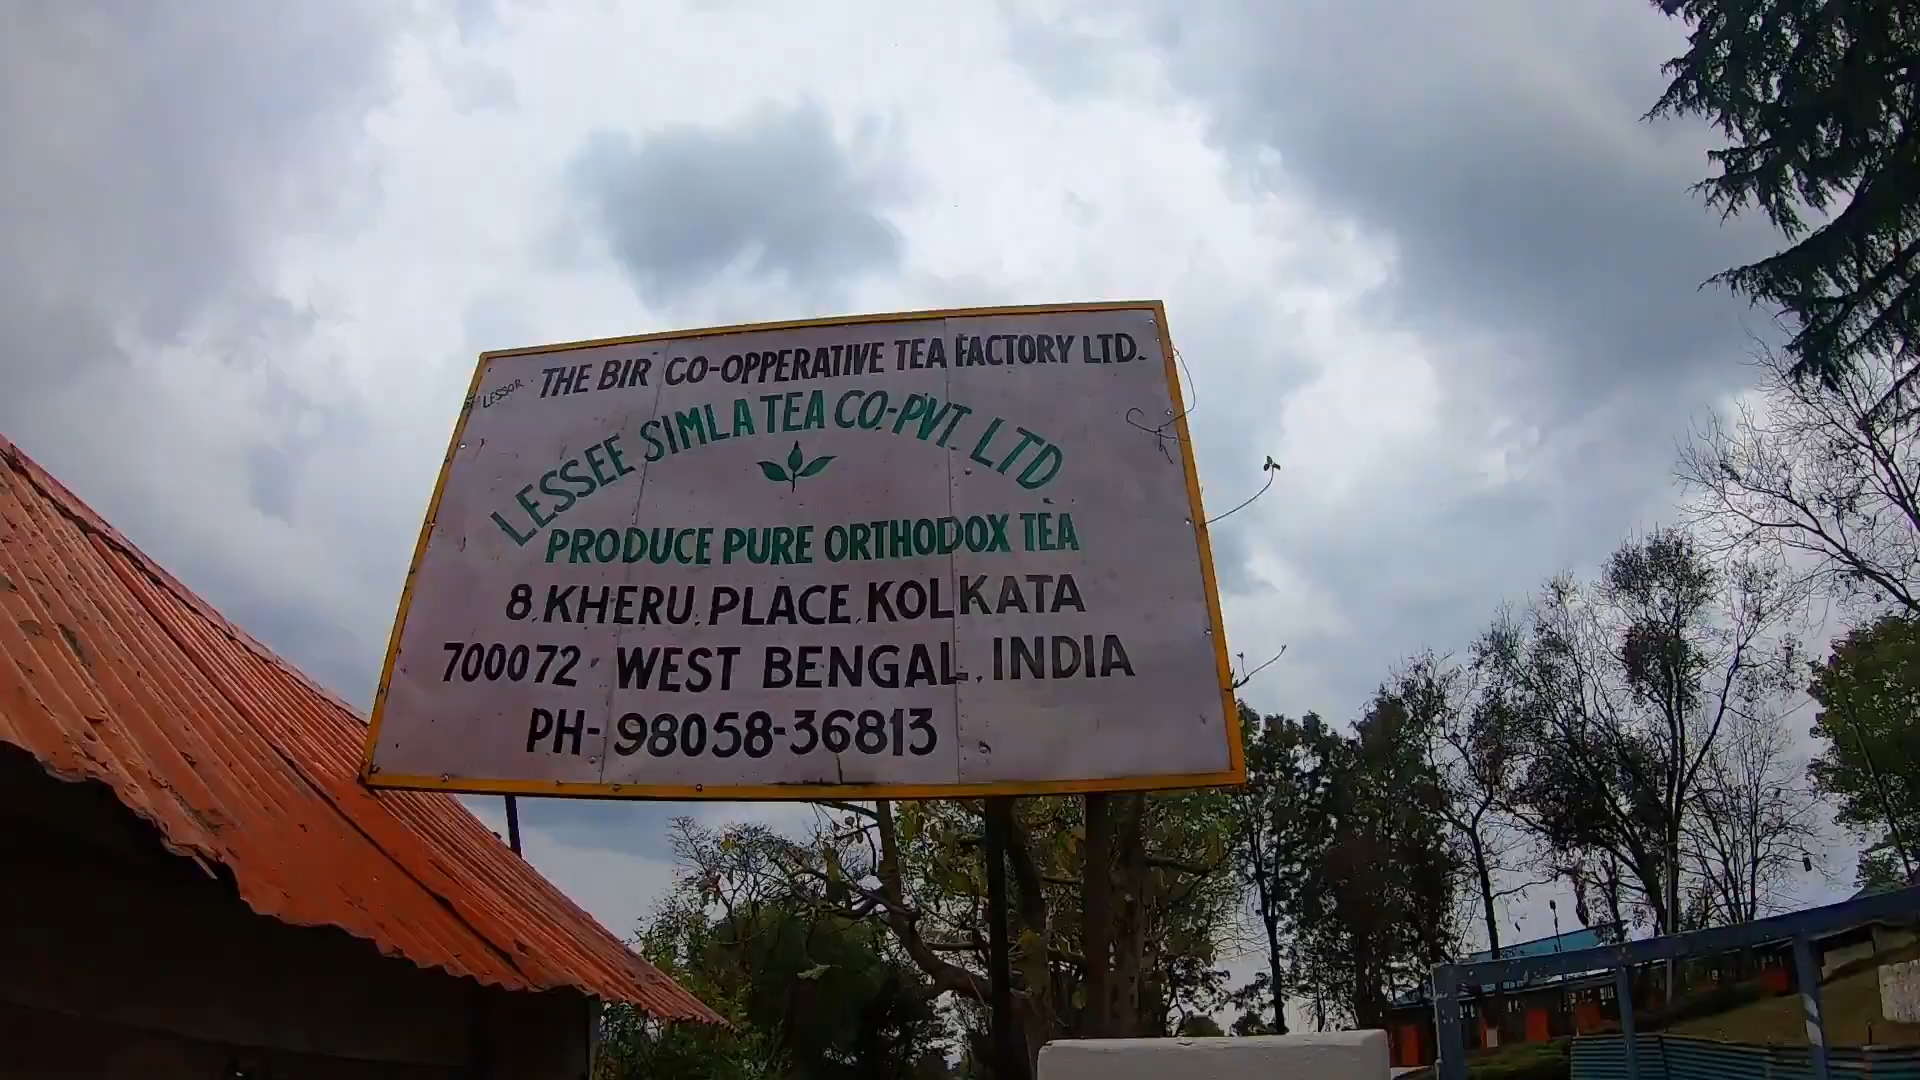 LESSOR THE BIR CO-OPPERATIVE TEA FACTORY LTD.
LESSEE SIMLA TEA CO-PVT. LTD
PRODUCE PURE ORTHODOX TEA
8, KHERU, PLACE, KOLKATA
700072 WEST BENGAL, INDIA
PH- 98058-36813